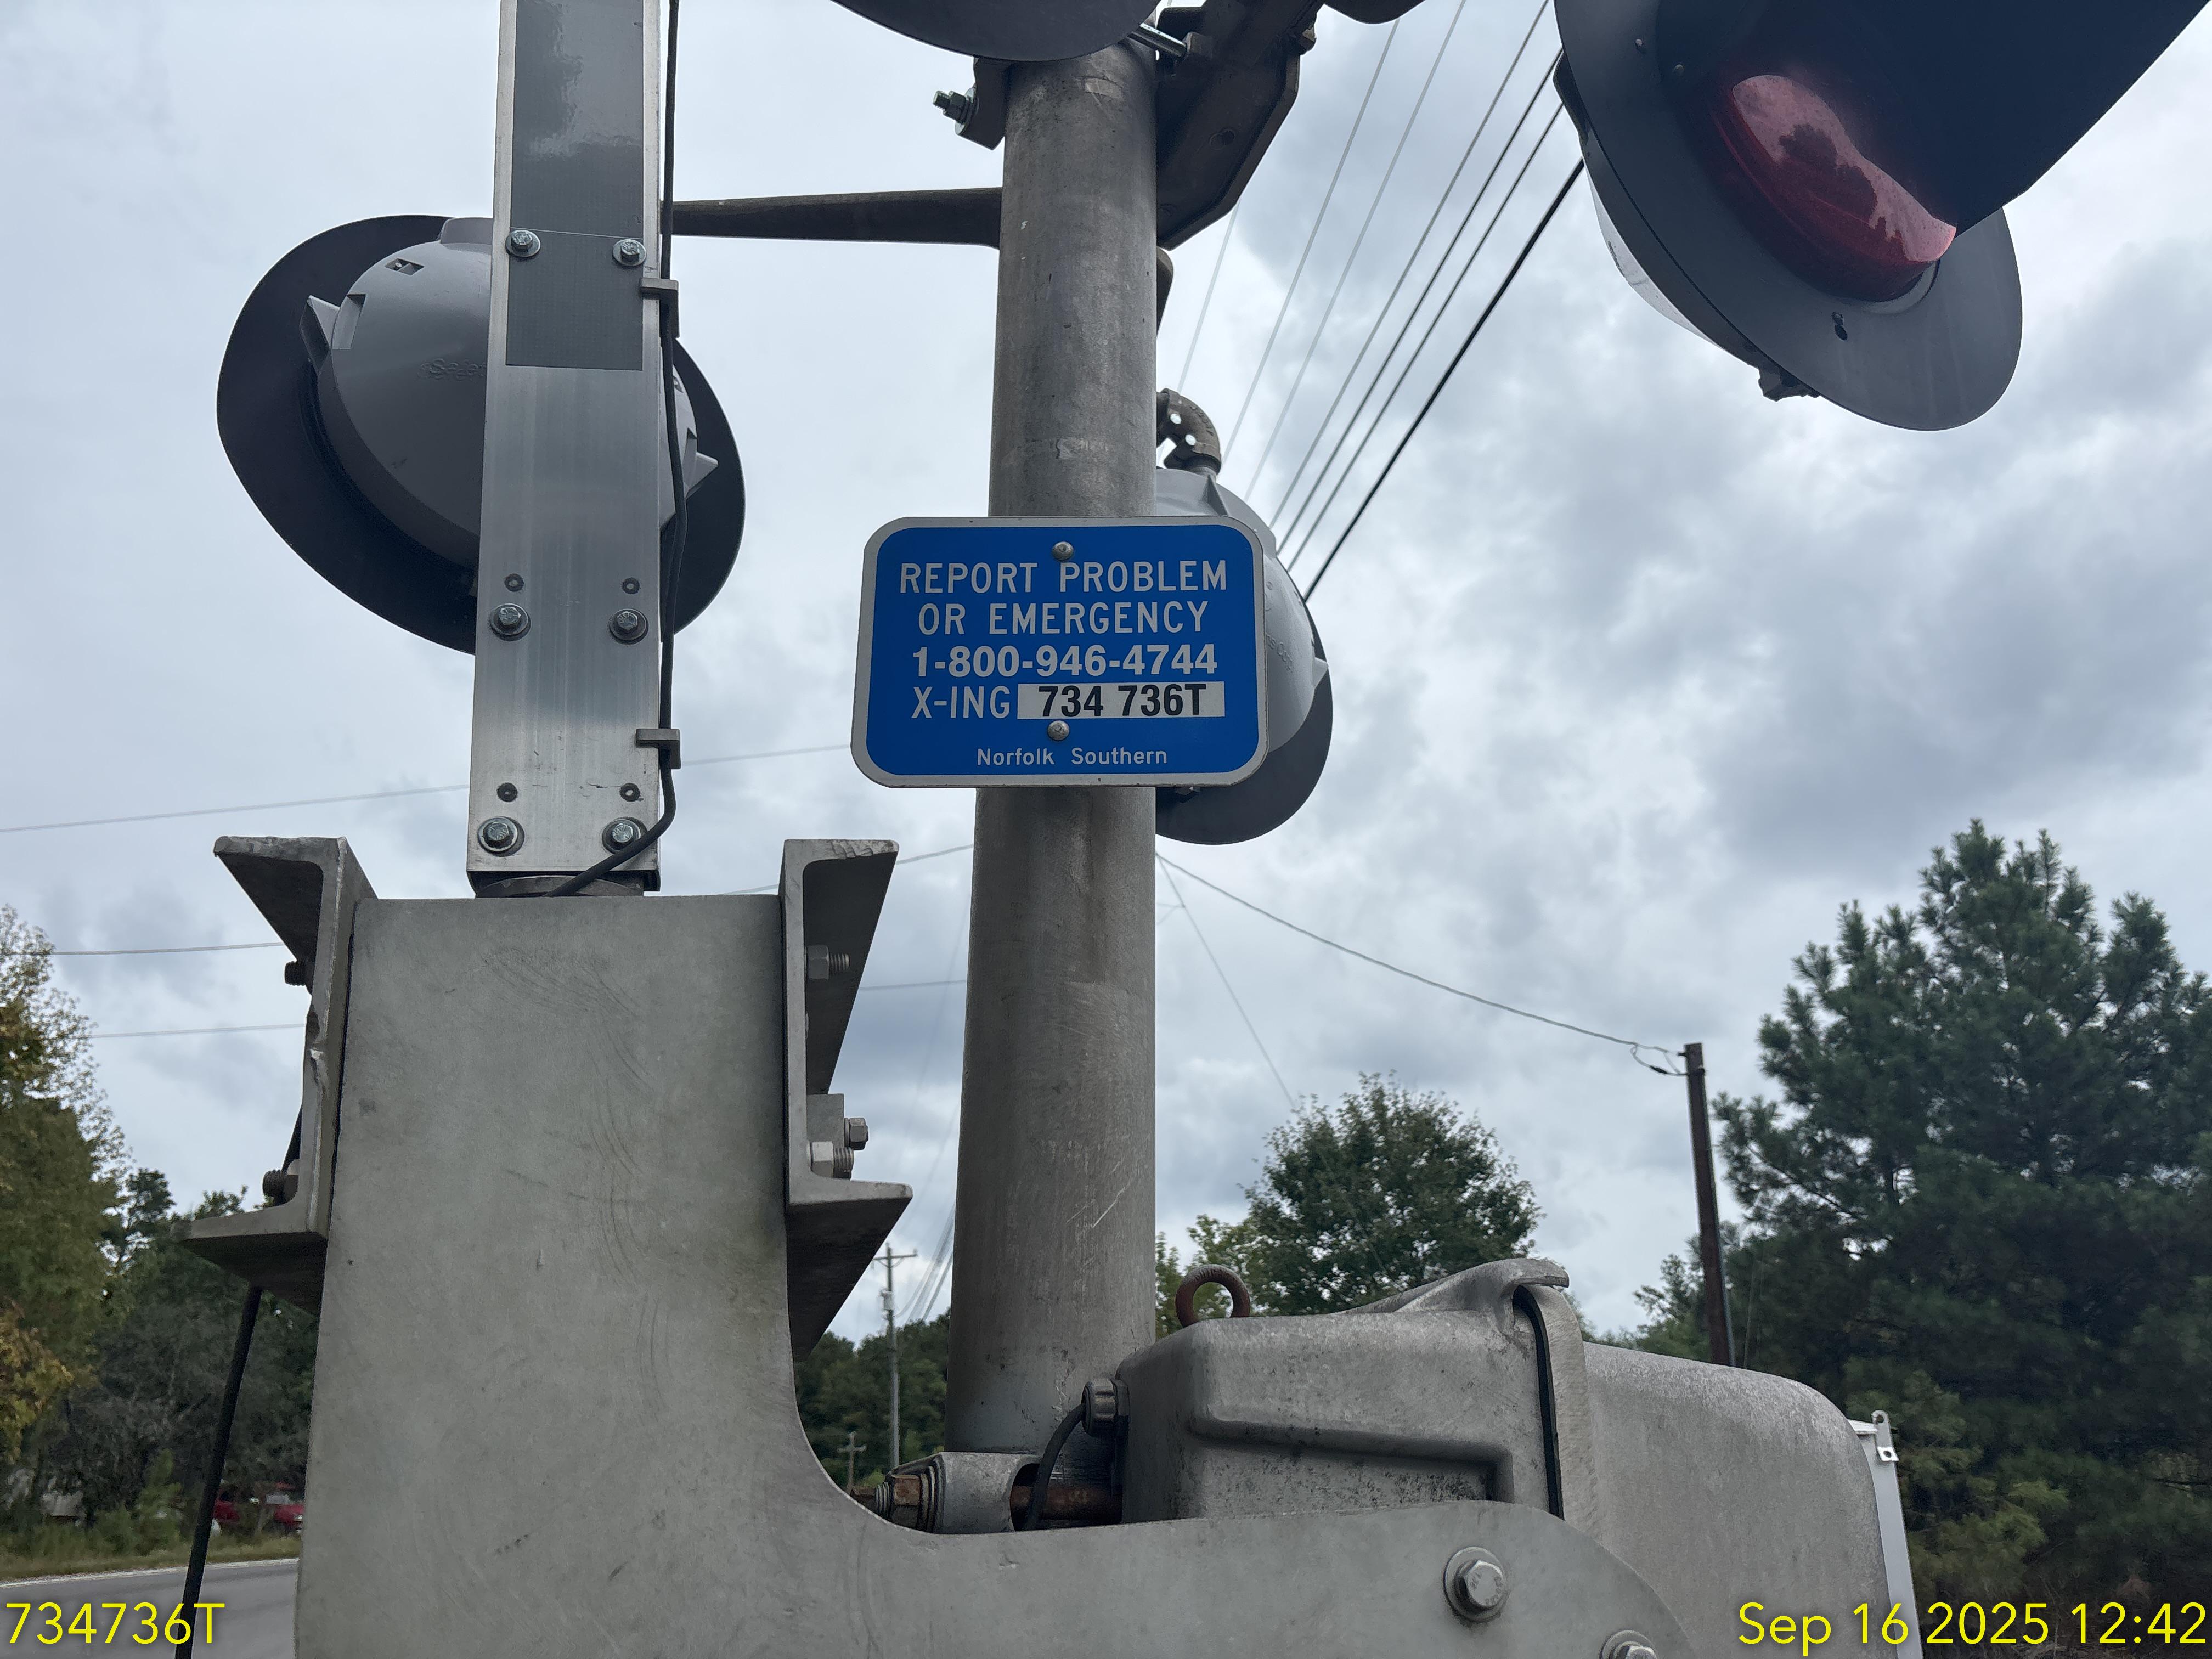 REPORT PROBLEM
OR EMERGENCY
1-800-946-4744
X-ING 734 736T
Norfolk Southern
734736T
Sep 16 2025 12:42